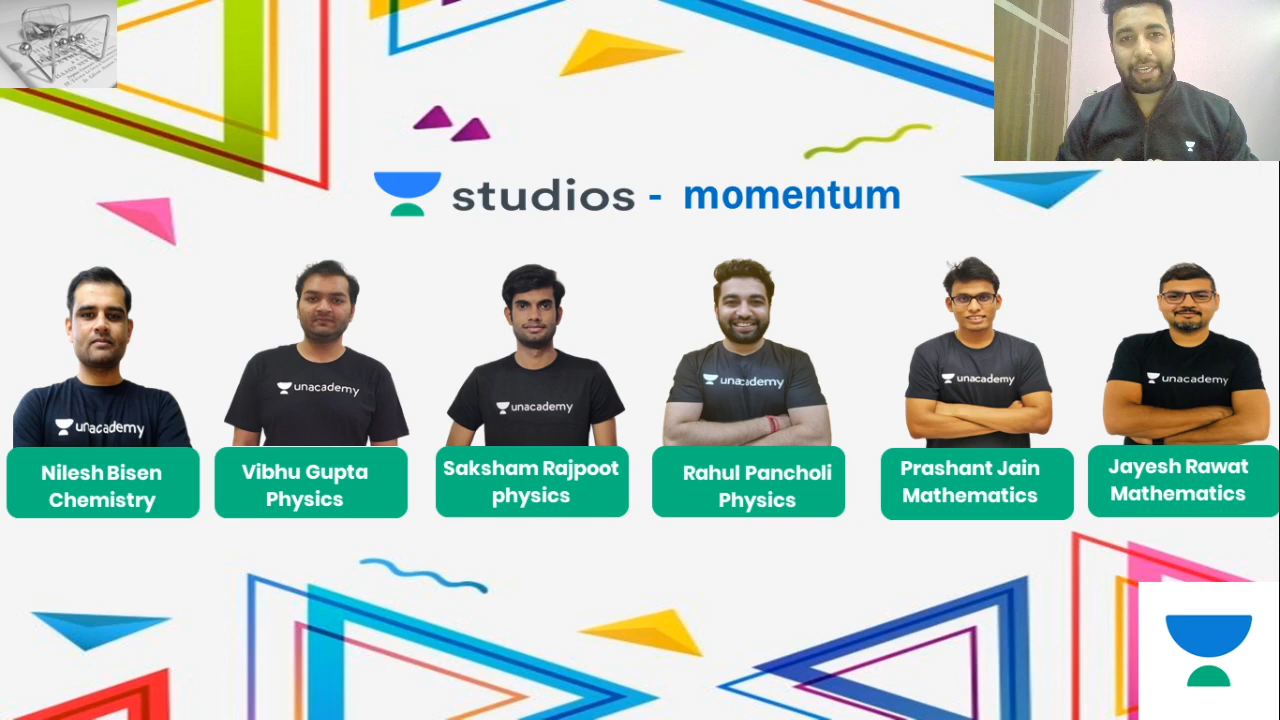 studios - momentum
unacademy
unacademy
unacademy
unacademy
unacademy
unacademy
Nilesh Bisen
Chemistry
Vibhu Gupta
Physics
Saksham Rajpoot
physics
Rahul Pancholi
Physics
Prashant Jain
Mathematics
Jayesh Rawat
Mathematics